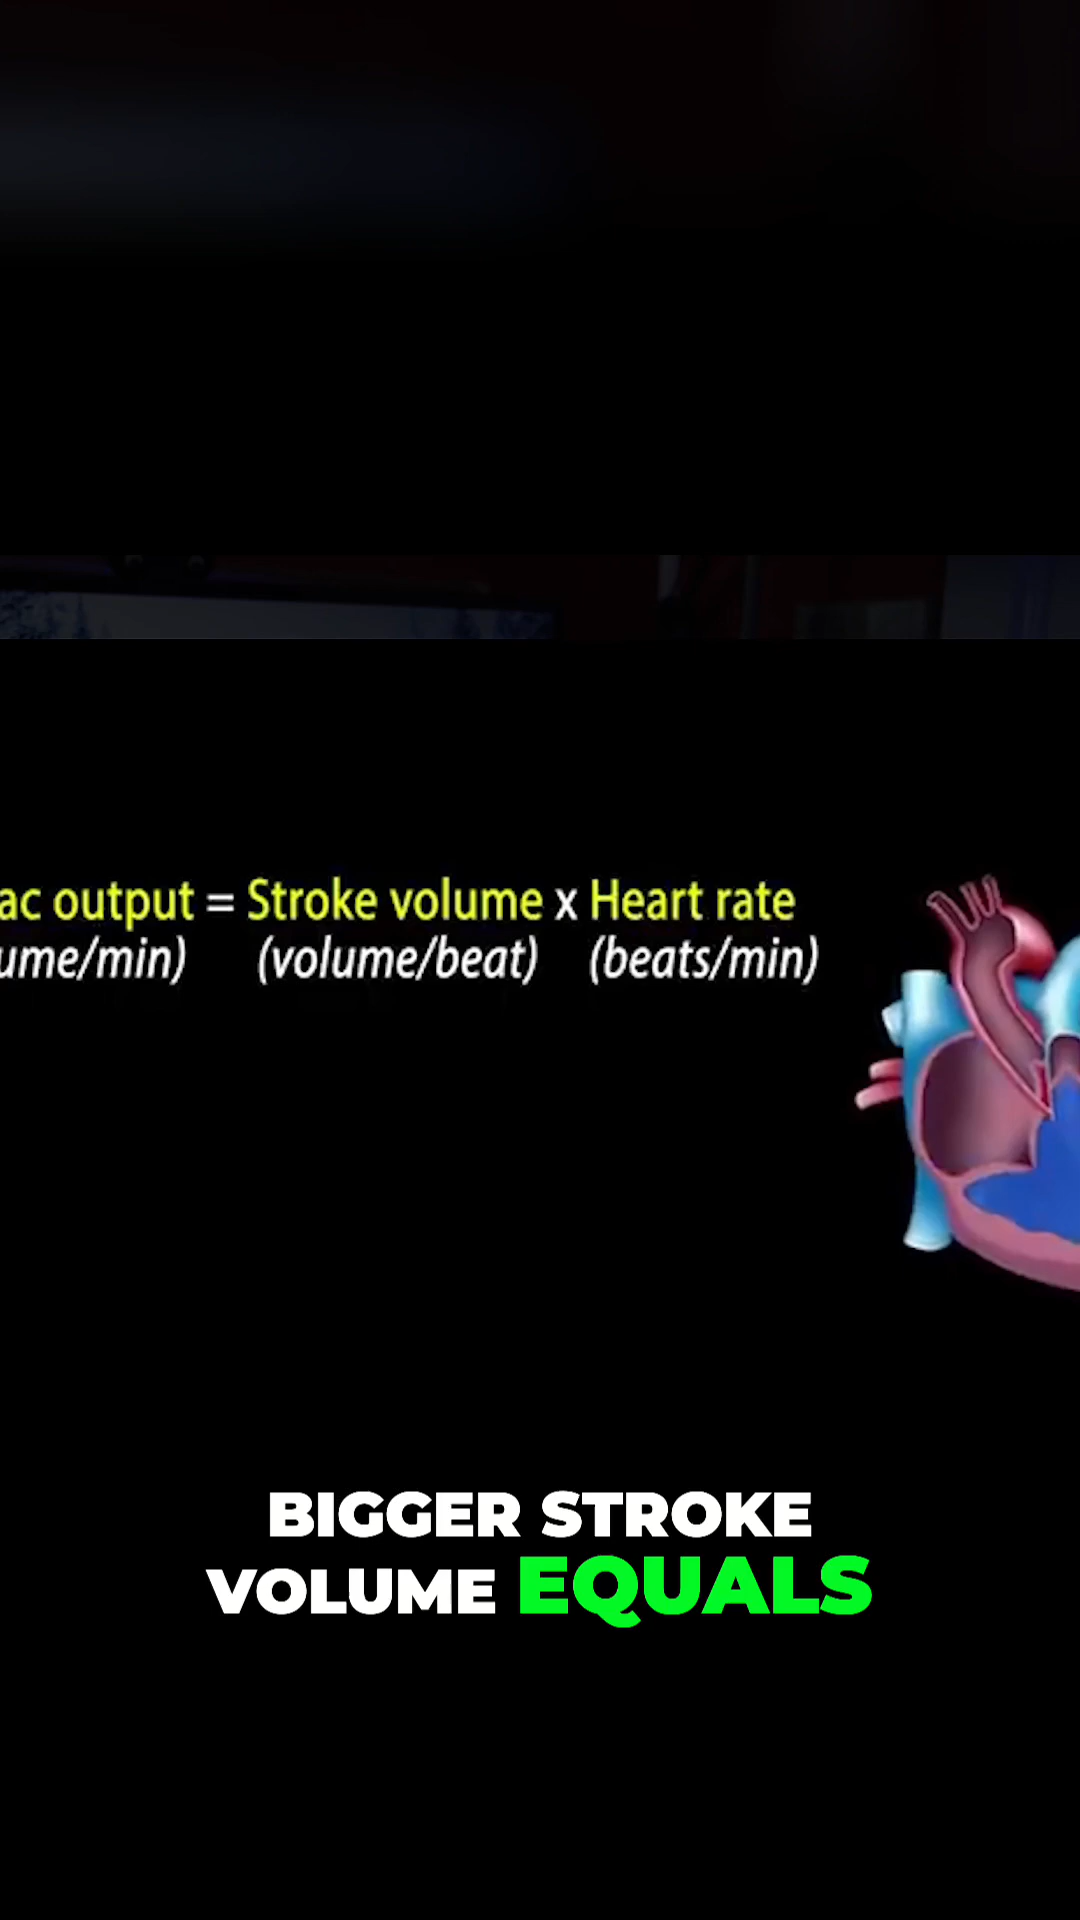 ac output = Stroke volume x Heart rate
ume/min) (volume/beat) (beats/min)
BIGGER STROKE
VOLUME EQUALS